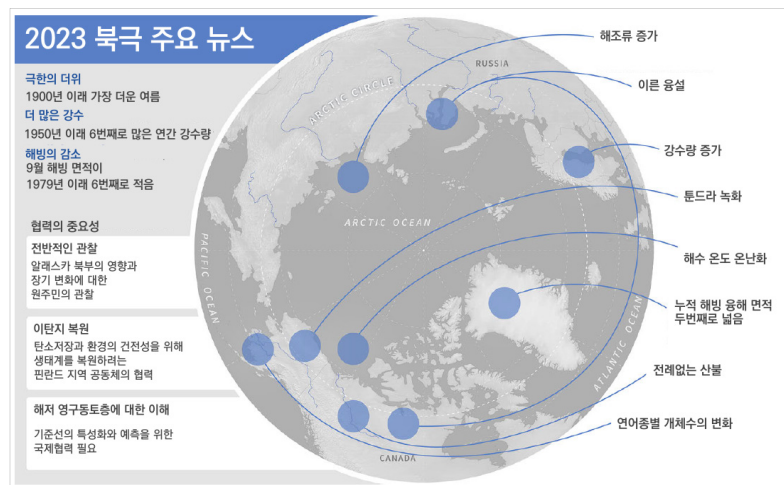 2023 북극 주요 뉴스
극한의 더위
1900년 이래 가장 더운 여름
더 많은 강수
1950년 이래 6번째로 많은 연간 강수량
해빙의 감소
9월 해빙 면적이
1979년 이래 6번째로 적음
협력의 중요성
전반적인 관찰
알래스카 북부의 영향과
장기 변화에 대한
원주민의 관찰
이탄지 복원
탄소저장과 환경의 건전성을 위해
생태계를 복원하려는
핀란드 지역 공동체의 협력
해저 영구동토층에 대한 이해
기준선의 특성화와 예측을 위한
국제협력 필요
RUSSIA
ARCTIC CIRCLE
ARCTIC OCEAN
PACIFIC OCEAN
ATLANTIC OCEAN
CANADA
해조류 증가
이른 융설
강수량 증가
툰드라 녹화
해수 온도 온난화
누적 해빙 융해 면적
두번째로 넓음
전례없는 산불
연어종별 개체수의 변화